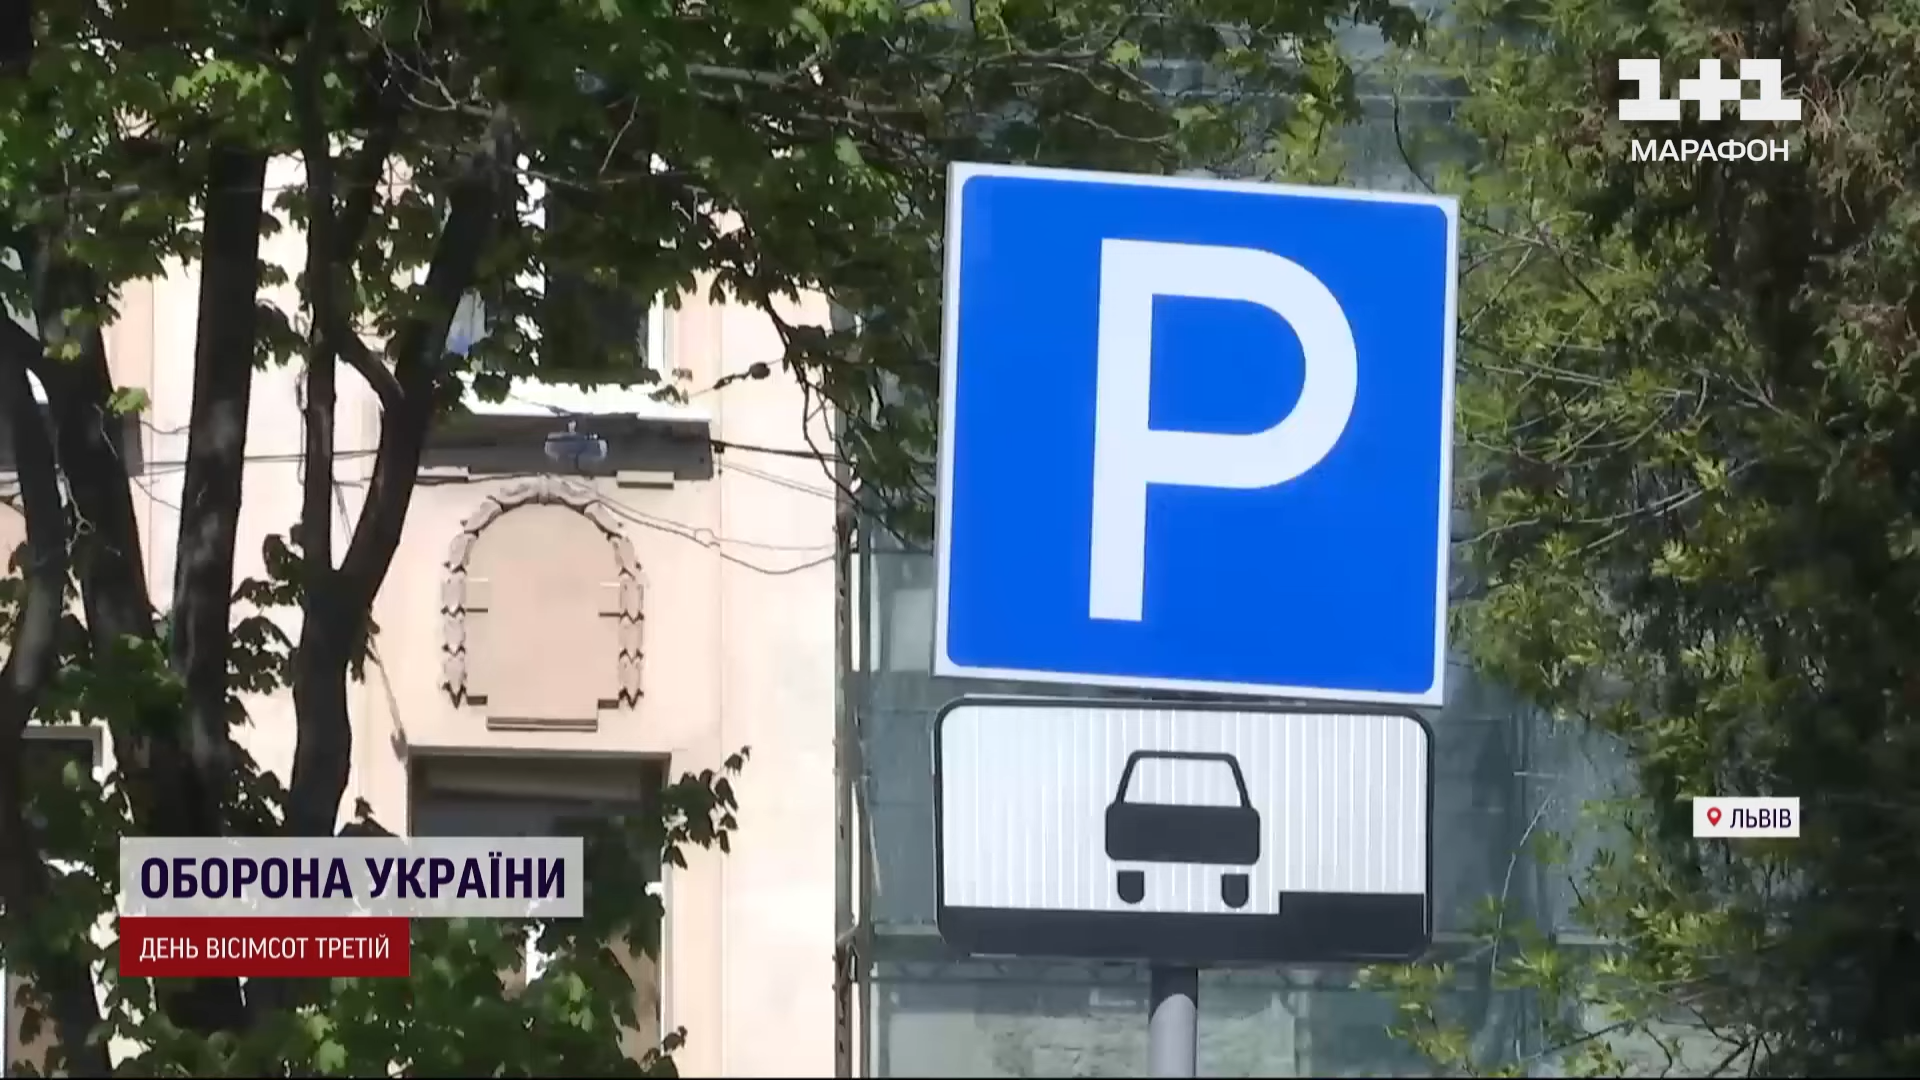 1+1
МАРАФОН
P
ЛЬВІВ
ОБОРОНА УКРАЇНИ
ДЕНЬ ВІСІМСОТ ТРЕТІЙ